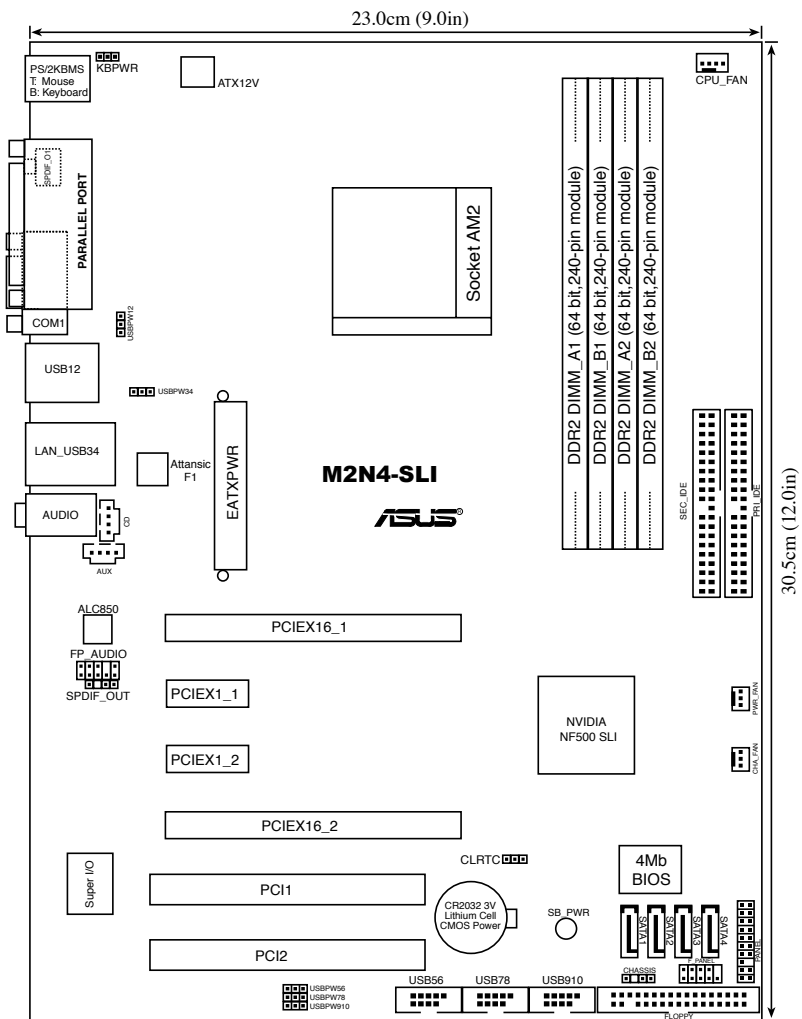 23.0cm (9.0in)
PS/2KBMS
T: Mouse
B: Keyboard
KBPWR
ATX12V
CPU_FAN
SPDIF_O1
PARALLEL PORT
Socket AM2
DDR2 DIMM_A1 (64 bit,240-pin module)
DDR2 DIMM_B1 (64 bit,240-pin module)
DDR2 DIMM_A2 (64 bit,240-pin module)
DDR2 DIMM_B2 (64 bit,240-pin module)
COM1
USBPW12
USB12
USBPW34
LAN_USB34
Attansic
F1
EATXPWR
M2N4-SLI
ASUS®
SEC_IDE
PRI_IDE
30.5cm (12.0in)
AUDIO
CD
AUX
ALC850
FP_AUDIO
SPDIF_OUT
PCIEX16_1
PCIEX1_1
PCIEX1_2
NVIDIA
NF500 SLI
PWR_FAN
CHA_FAN
PCIEX16_2
CLRTC
4Mb
BIOS
Super I/O
PCI1
CR2032 3V
Lithium Cell
CMOS Power
SB_PWR
SATA1
SATA2
SATA3
SATA4
PANEL
F_PANEL
CHASSIS
PCI2
USBPW56
USBPW78
USBPW910
USB56
USB78
USB910
FLOPPY